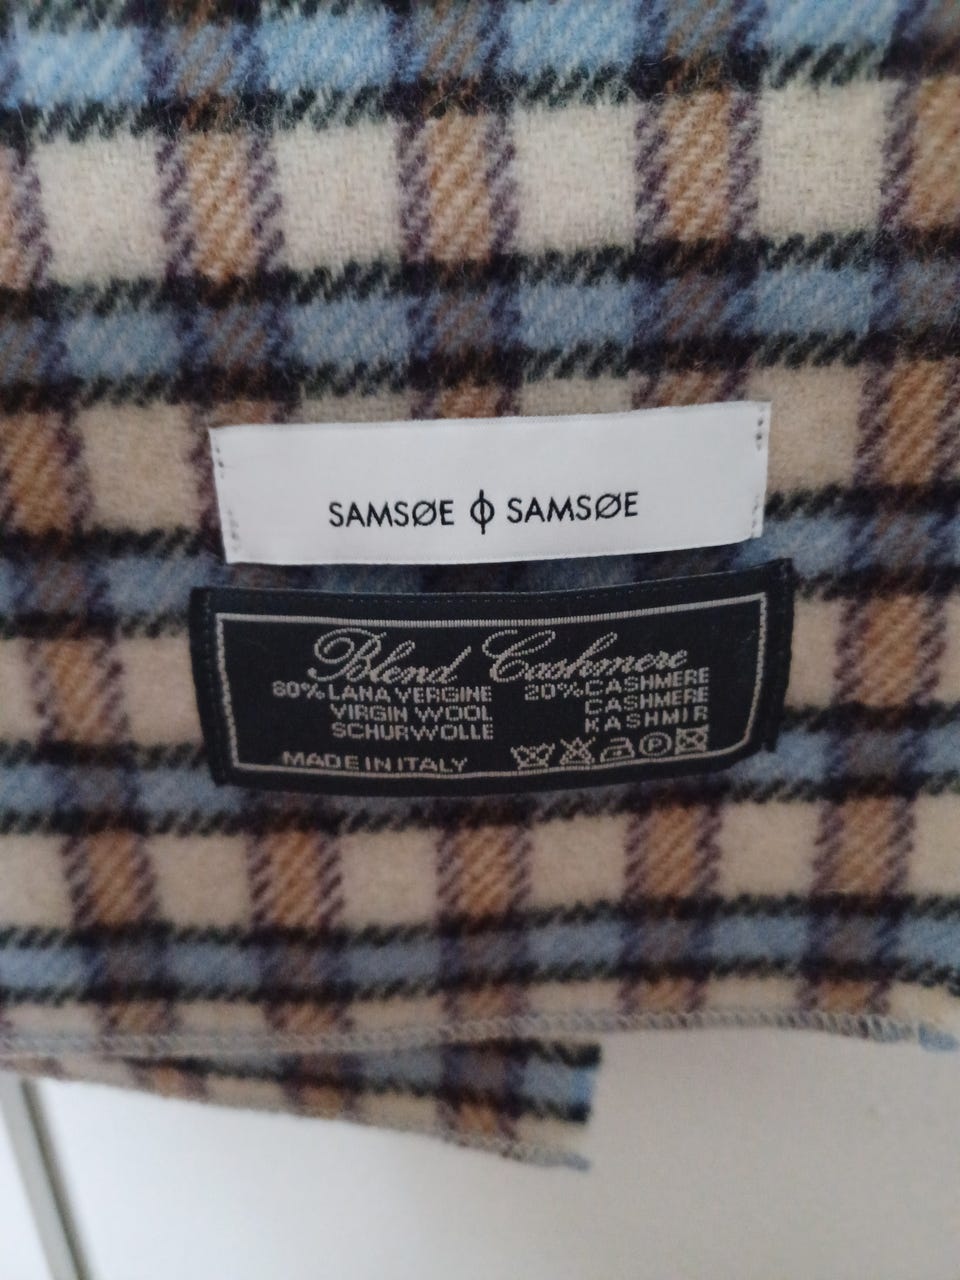 SAMSØE ϕ SAMSØE
Blend Cashmere
80% LANA VERGINE 20% CASHMERE
VIRGIN WOOL CASHMERE
SCHURWOLLE KASHMIR
MADE IN ITALY P